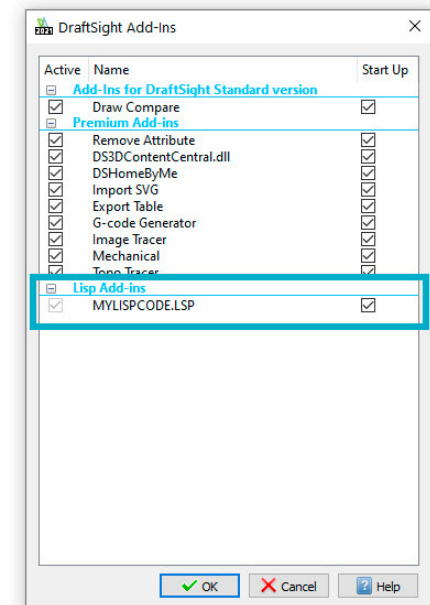 2021 DraftSight Add-Ins
Active Name Start Up
Add-Ins for DraftSight Standard version
Draw Compare
Premium Add-ins
Remove Attribute
DS3DContentCentral.dll
DSHomeByMe
Import SVG
Export Table
G-code Generator
Image Tracer
Mechanical
Topo Tracer
Lisp Add-ins
MYLISPCODE.LSP
OK Cancel ? Help